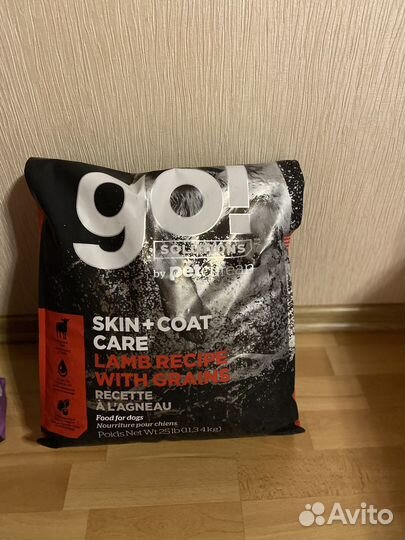 go!
SOLUTIONS
by petcurean
SKIN + COAT
CARE
LAMB RECIPE
WITH GRAINS
RECETTE
À L'AGNEAU
Food for dogs
Nourriture pour chiens
Poids Net Wt 25 lb (11,34 kg)
Avito